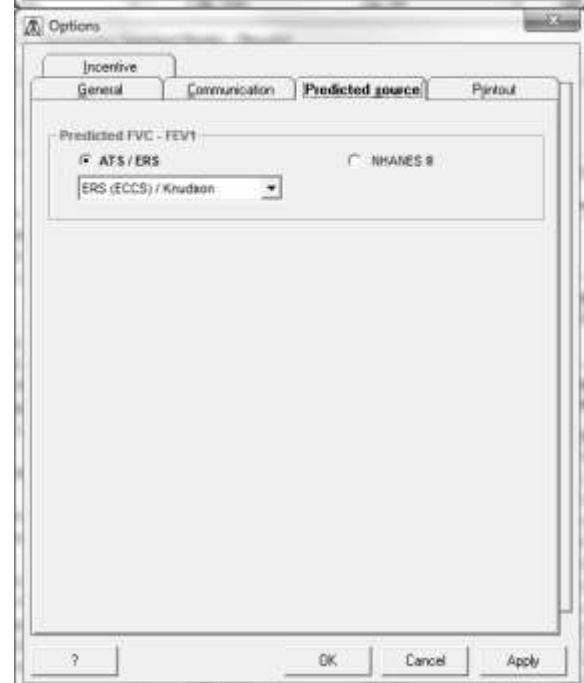 Options
Incentive
General Communication Predicted source Printout
Predicted FVC - FEV1
ATS / ERS NHANES
ERS (ECCS) / Knudson
? OK Cancel Apply